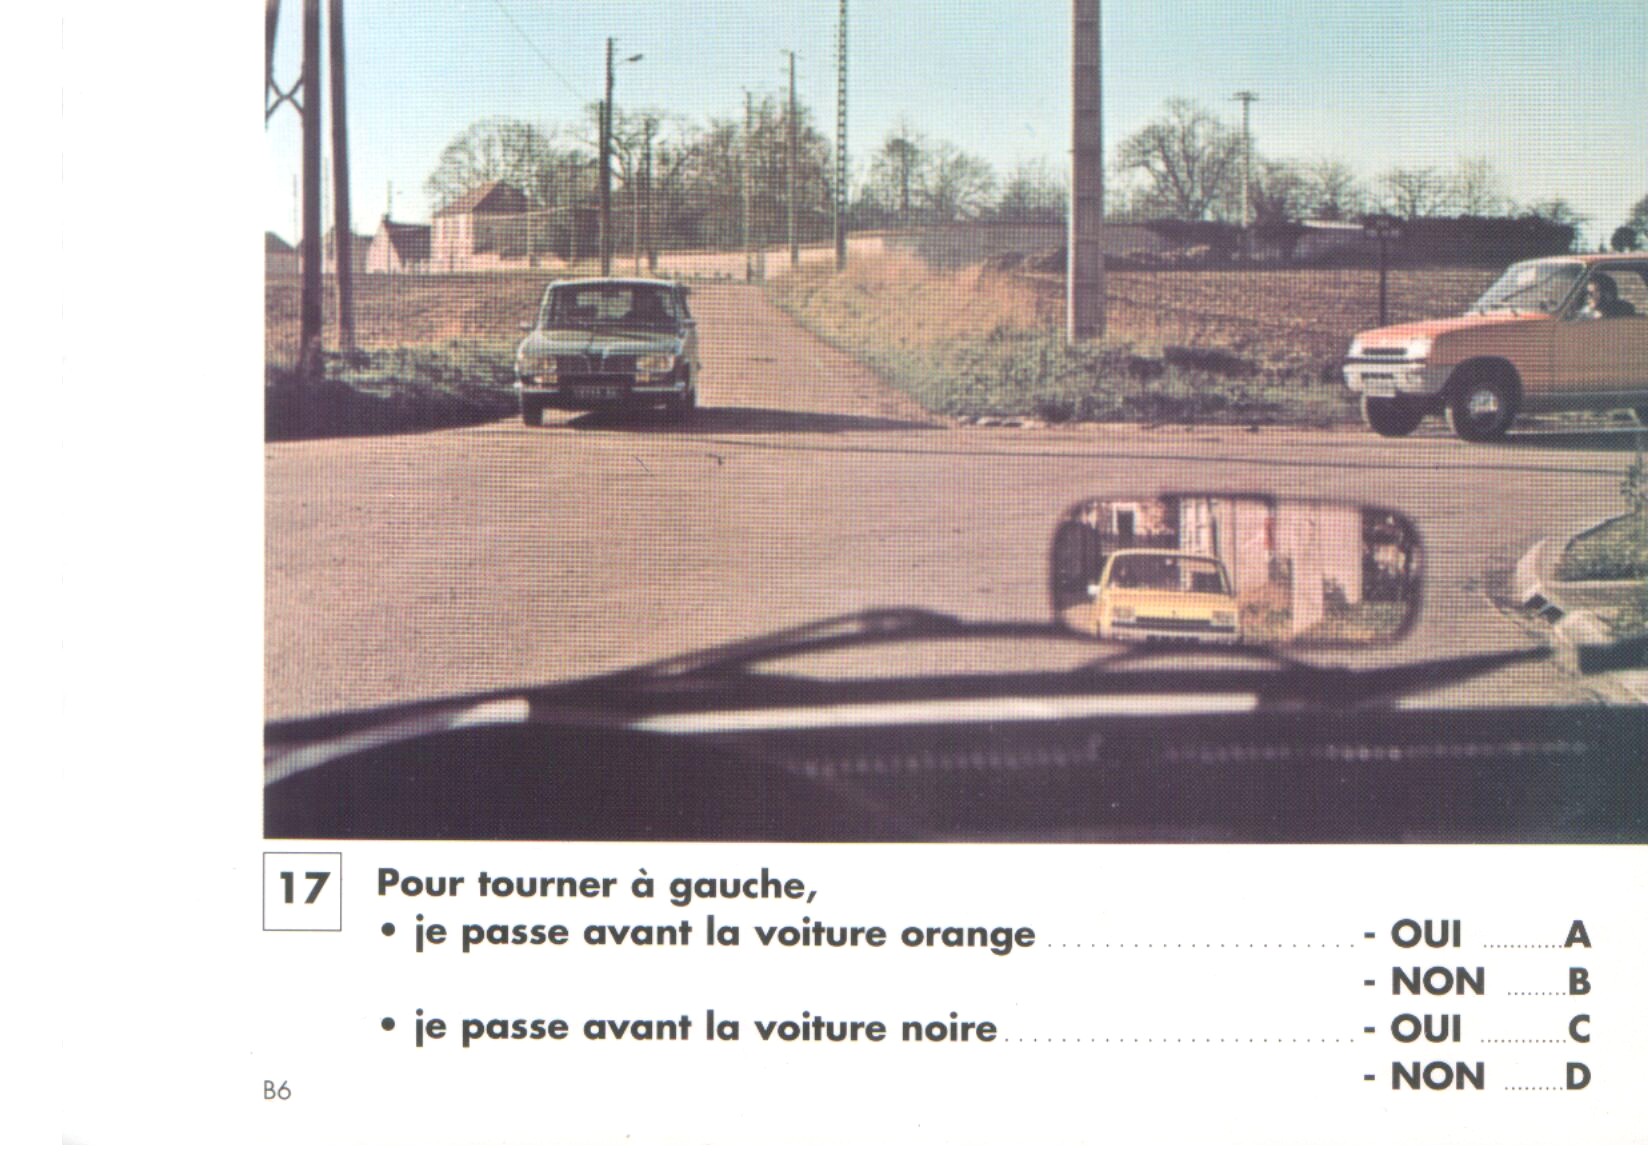 17 Pour tourner à gauche,
• je passe avant la voiture orange - OUI A
- NON B
• je passe avant la voiture noire - OUI C
- NON D
B6